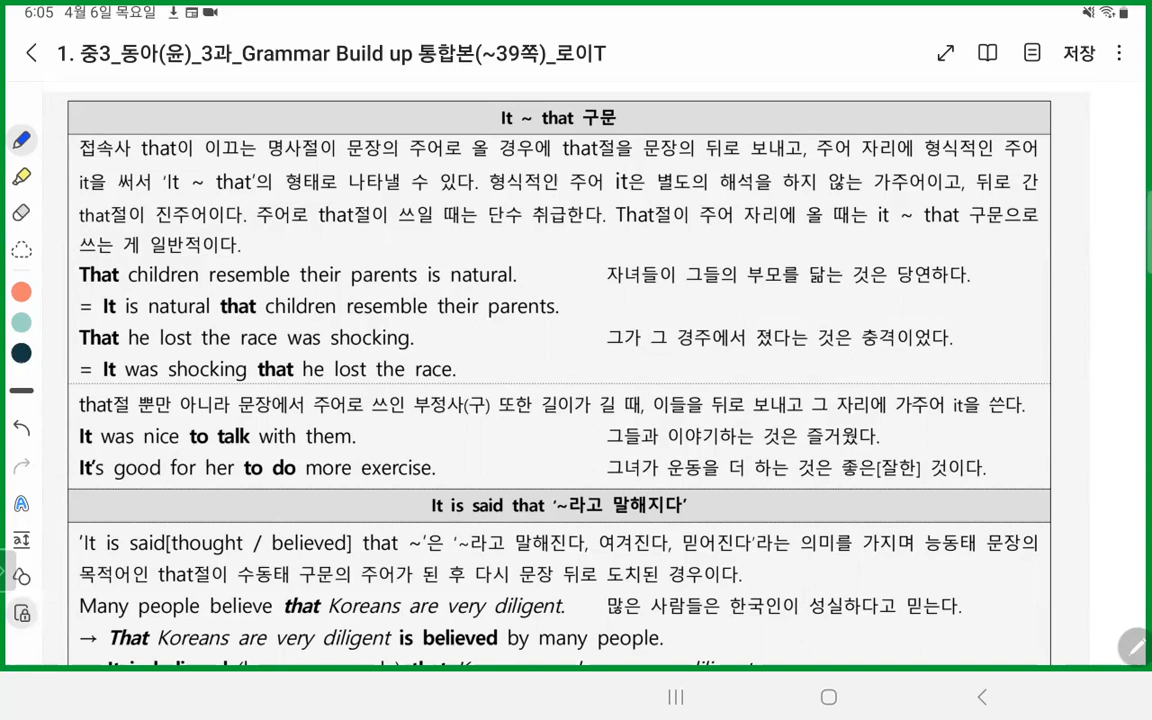 6:05 4월 6일 목요일
1. 중3_동아(윤)_3과_Grammar Build up 통합본(~39쪽)_로이T 저장
It ~ that 구문
접속사 that이 이끄는 명사절이 문장의 주어로 올 경우에 that절을 문장의 뒤로 보내고, 주어 자리에 형식적인 주어
it을 써서 ‘It ~ that’의 형태로 나타낼 수 있다. 형식적인 주어 it은 별도의 해석을 하지 않는 가주어이고, 뒤로 간
that절이 진주어이다. 주어로 that절이 쓰일 때는 단수 취급한다. That절이 주어 자리에 올 때는 it ~ that 구문으로
쓰는 게 일반적이다.
That children resemble their parents is natural. 자녀들이 그들의 부모를 닮는 것은 당연하다.
= It is natural that children resemble their parents.
That he lost the race was shocking. 그가 그 경주에서 졌다는 것은 충격이었다.
= It was shocking that he lost the race.
that절 뿐만 아니라 문장에서 주어로 쓰인 부정사(구) 또한 길이가 길 때, 이들을 뒤로 보내고 그 자리에 가주어 it을 쓴다.
It was nice to talk with them. 그들과 이야기하는 것은 즐거웠다.
It’s good for her to do more exercise. 그녀가 운동을 더 하는 것은 좋은[잘한] 것이다.
It is said that ‘~라고 말해지다’
‘It is said[thought / believed] that ~’은 ‘~라고 말해진다, 여겨진다, 믿어진다’라는 의미를 가지며 능동태 문장의
목적어인 that절이 수동태 구문의 주어가 된 후 다시 문장 뒤로 도치된 경우이다.
Many people believe that Koreans are very diligent. 많은 사람들은 한국인이 성실하다고 믿는다.
→ That Koreans are very diligent is believed by many people.